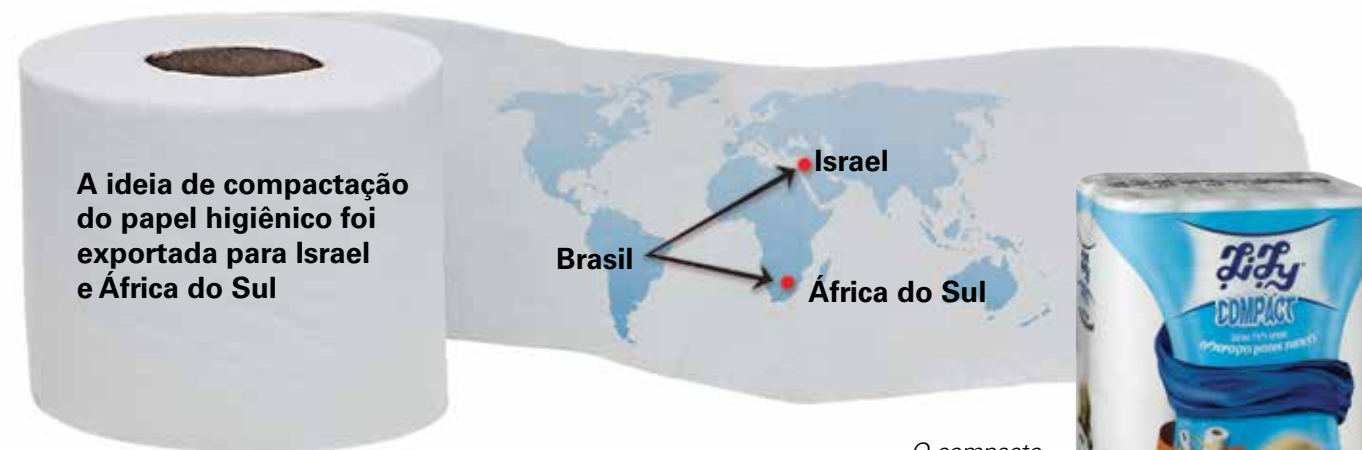 A ideia de compactação
do papel higiênico foi
exportada para Israel
e África do Sul
Israel
Brasil
África do Sul
O compacto
LiLy
COMPACT